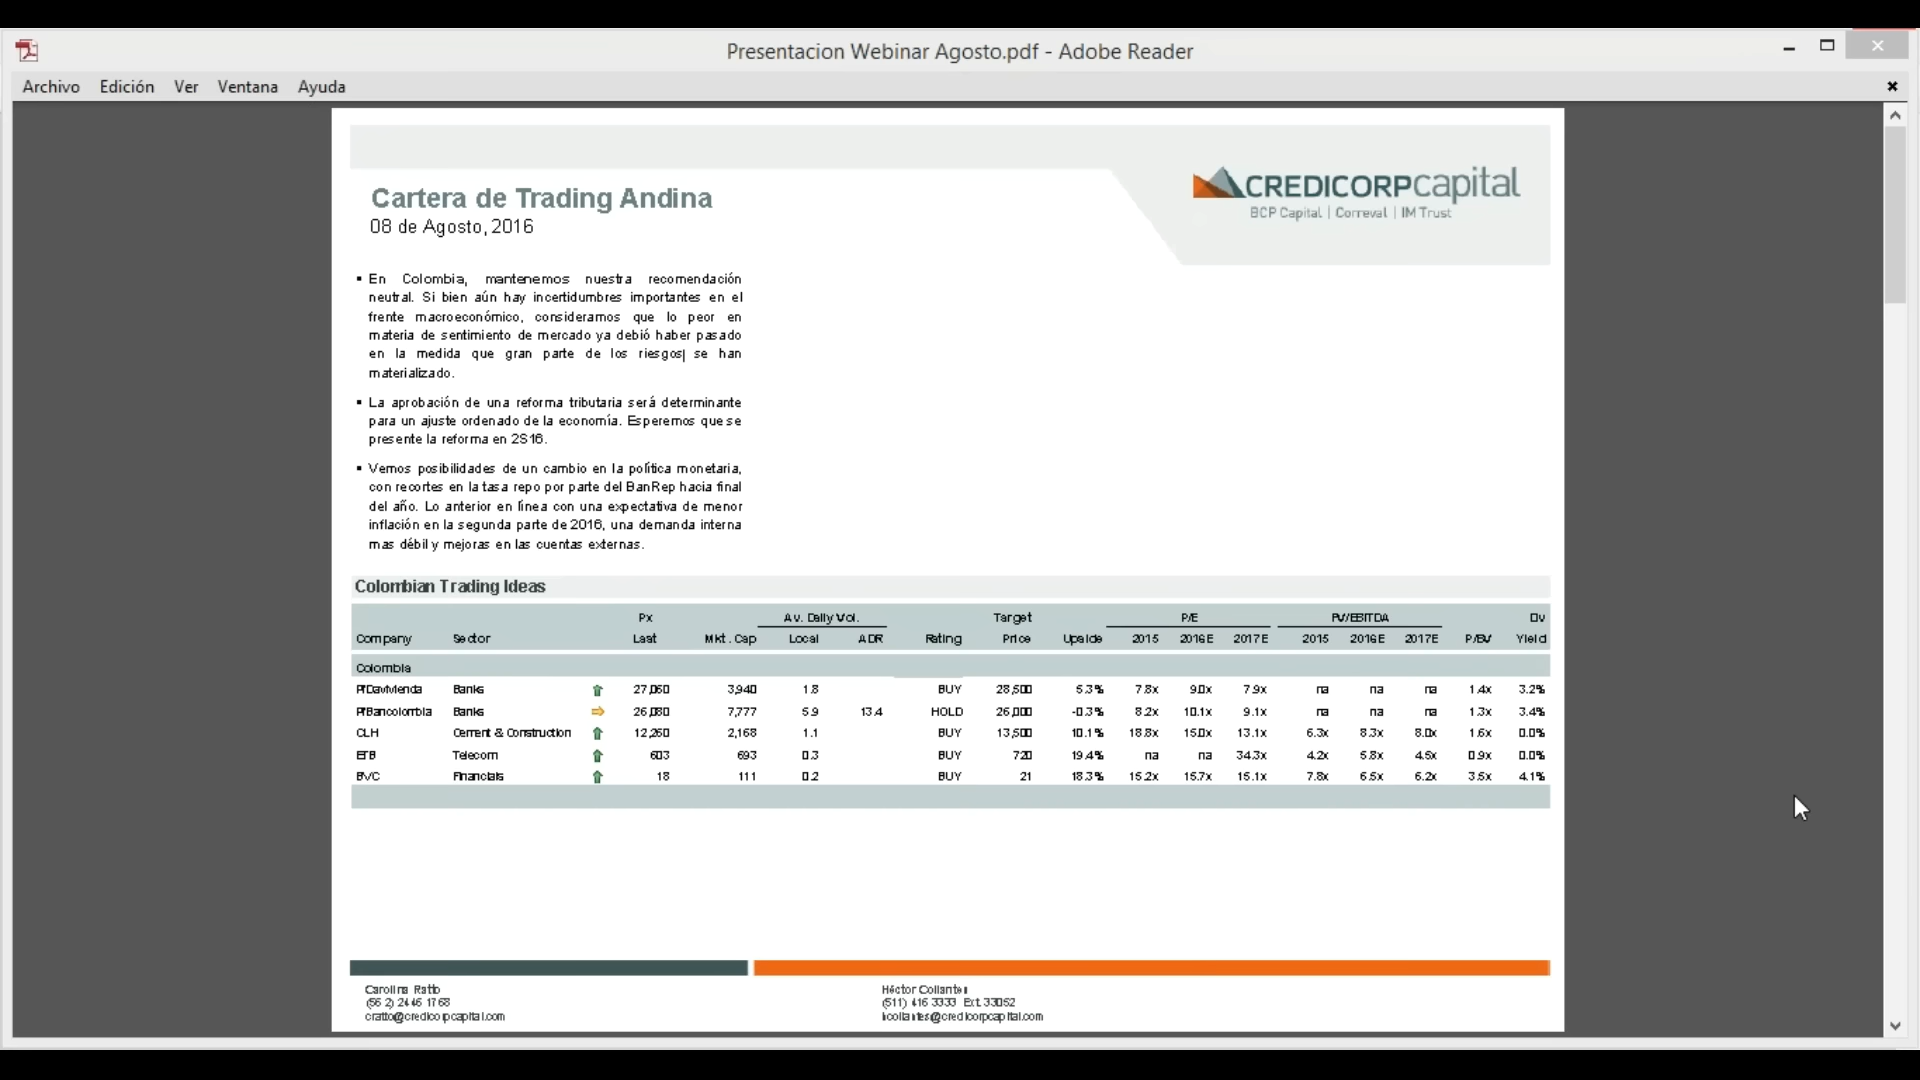 Presentacion Webinar Agosto.pdf - Adobe Reader
Archivo Edición Ver Ventana Ayuda
CREDICORPcapital
BCP Capital | Correval | IM Trust
Cartera de Trading Andina
08 de Agosto, 2016
▪ En Colombia, mantenemos nuestra recomendación
neutral. Si bien aún hay incertidumbres importantes en el
frente macroeconómico, consideramos que lo peor en
materia de sentimiento de mercado ya debió haber pasado
en la medida que gran parte de los riesgos se han
materializado.
▪ La aprobación de una reforma tributaria será determinante
para un ajuste ordenado de la economía. Esperemos que se
presente la reforma en 2S16.
▪ Vemos posibilidades de un cambio en la política monetaria,
con recortes en la tasa repo por parte del BanRep hacia final
del año. Lo anterior en línea con una expectativa de menor
inflación en la segunda parte de 2016, una demanda interna
mas débil y mejoras en las cuentas externas.
Colombian Trading Ideas
Px Av. Daily Vol. Target P/E FV/EBITDA Div
Company Sector Last Mkt. Cap Local ADR Rating Price Upside 2015 2016E 2017E 2015 2016E 2017E P/BV Yield
Colombia
PfDavivienda Banks 27,060 3,940 1.8 BUY 28,500 5.3% 7.8x 9.0x 7.9x na na na 1.4x 3.2%
PfBancolombia Banks 26,080 7,777 5.9 13.4 HOLD 26,000 -0.3% 8.2x 10.1x 9.1x na na na 1.3x 3.4%
CLH Cement & Construction 12,260 2,168 1.1 BUY 13,500 10.1% 18.8x 15.0x 13.1x 6.3x 8.3x 8.0x 1.6x 0.0%
ETB Telecom 603 693 0.3 BUY 720 19.4% na na 34.3x 4.2x 5.8x 4.5x 0.9x 0.0%
BVC Financials 18 111 0.2 BUY 21 18.3% 15.2x 15.7x 15.1x 7.8x 6.5x 6.2x 3.5x 4.1%
Carolina Ratto
(56 2) 2446 1768
cratto@credicorpcapital.com
Héctor Collantes
(511) 416 3333 Ext. 33052
hcollantes@credicorpcapital.com